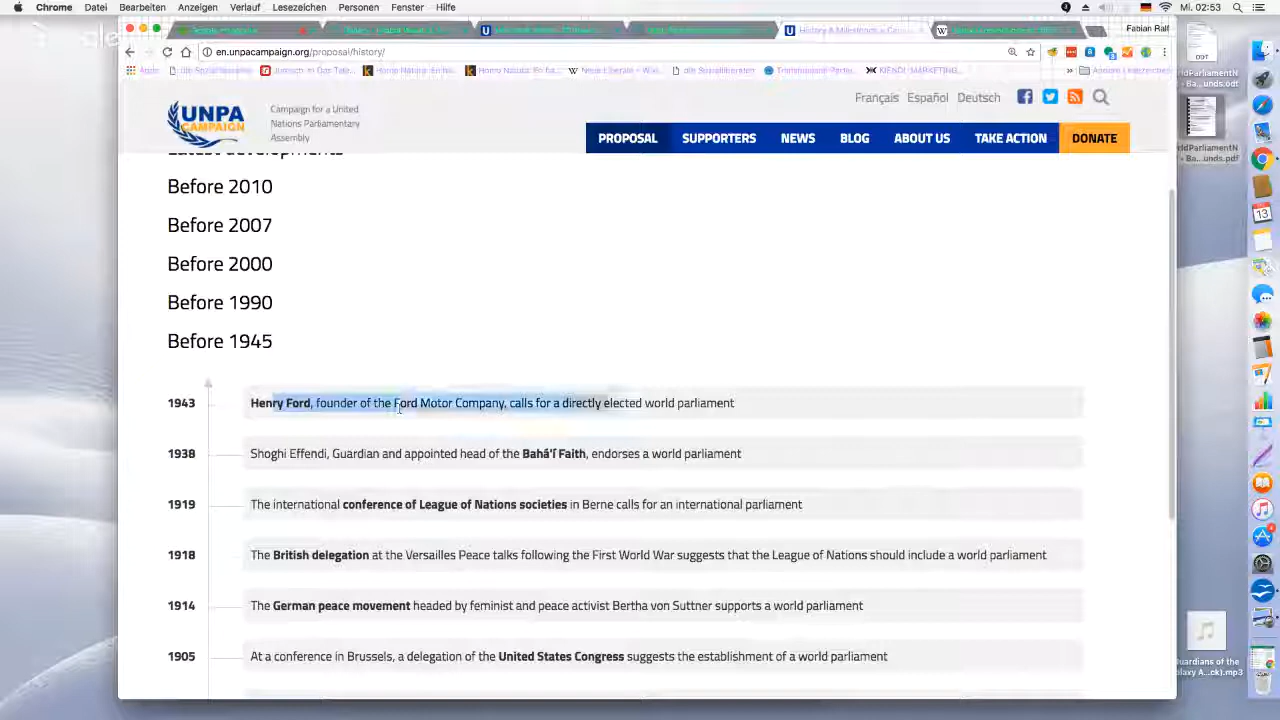 Chrome Datei Bearbeiten Anzeigen Verlauf Lesezeichen Personen Fenster Hilfe Mi. 02:53
Fabian Ralf
en.unpacampaign.org/proposal/history/
UNPA
CAMPAIGN
Campaign for a United
Nations Parliamentary
Assembly
Français Español Deutsch
PROPOSAL SUPPORTERS NEWS BLOG ABOUT US TAKE ACTION DONATE
Latest developments
Before 2010
Before 2007
Before 2000
Before 1990
Before 1945
1943 Henry Ford, founder of the Ford Motor Company, calls for a directly elected world parliament
1938 Shoghi Effendi, Guardian and appointed head of the Bahá'í Faith, endorses a world parliament
1919 The international conference of League of Nations societies in Berne calls for an international parliament
1918 The British delegation at the Versailles Peace talks following the First World War suggests that the League of Nations should include a world parliament
1914 The German peace movement headed by feminist and peace activist Bertha von Suttner supports a world parliament
1905 At a conference in Brussels, a delegation of the United States Congress suggests the establishment of a world parliament